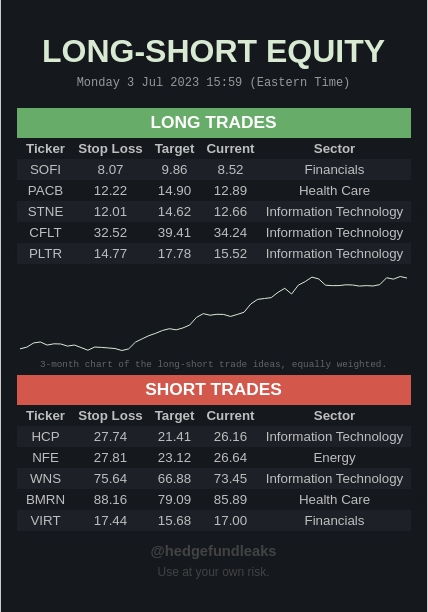 LONG-SHORT EQUITY
Monday 3 Jul 2023 15:59 (Eastern Time)
LONG TRADES
Ticker Stop Loss Target Current Sector
SOFI 8.07 9.86 8.52 Financials
PACB 12.22 14.90 12.89 Health Care
STNE 12.01 14.62 12.66 Information Technology
CFLT 32.52 39.41 34.24 Information Technology
PLTR 14.77 17.78 15.52 Information Technology
3-month chart of the long-short trade ideas, equally weighted.
SHORT TRADES
Ticker Stop Loss Target Current Sector
HCP 27.74 21.41 26.16 Information Technology
NFE 27.81 23.12 26.64 Energy
WNS 75.64 66.88 73.45 Information Technology
BMRN 88.16 79.09 85.89 Health Care
VIRT 17.44 15.68 17.00 Financials
@hedgefundleaks
Use at your own risk.